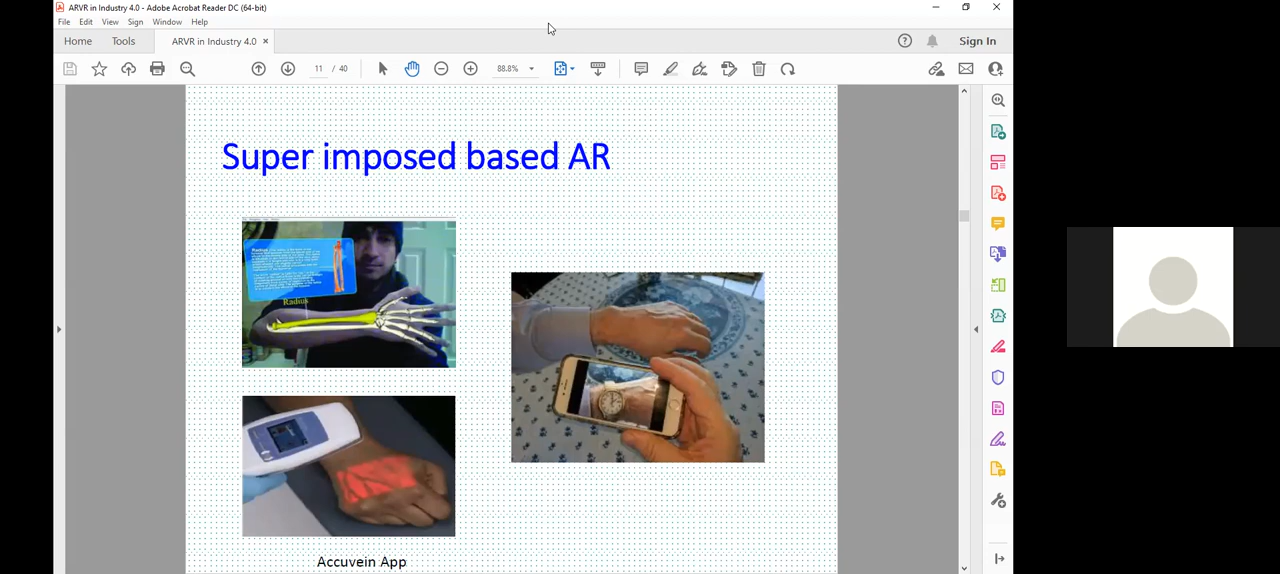 ARVR in Industry 4.0 - Adobe Acrobat Reader DC (64-bit)
File Edit View Sign Window Help
Home Tools ARVR in Industry 4.0 × Sign In
11 / 40 88.8%
Super imposed based AR
Radius
Radius
Accuvein App